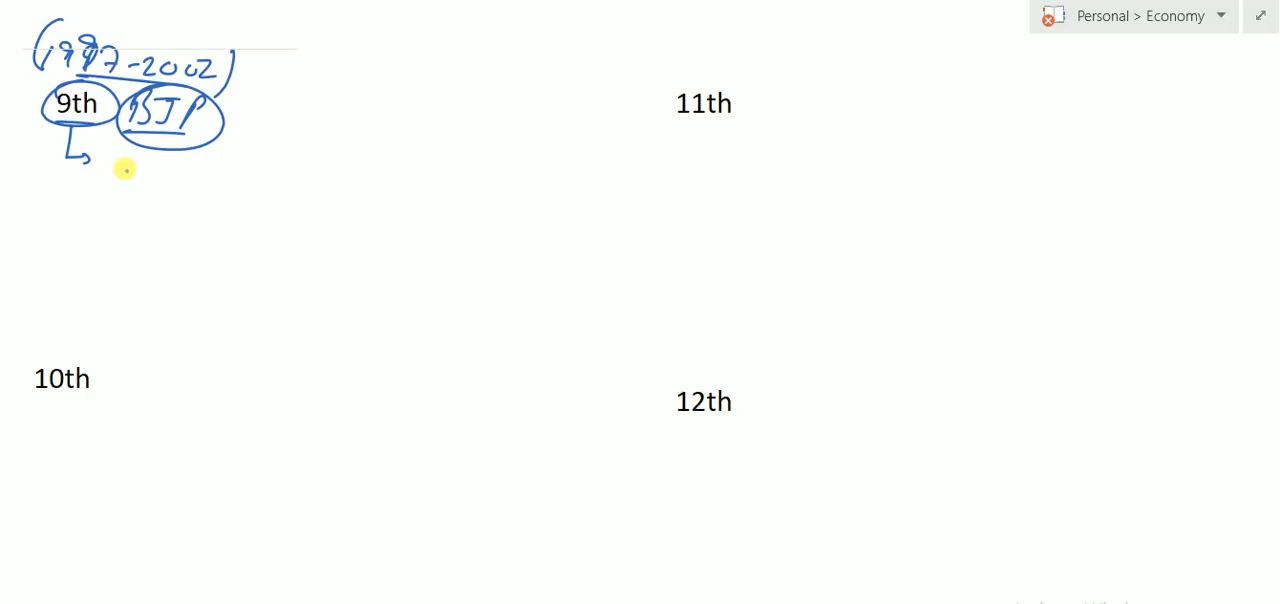 Personal > Economy
(1997-2002)
9th BJP
11th
10th
12th